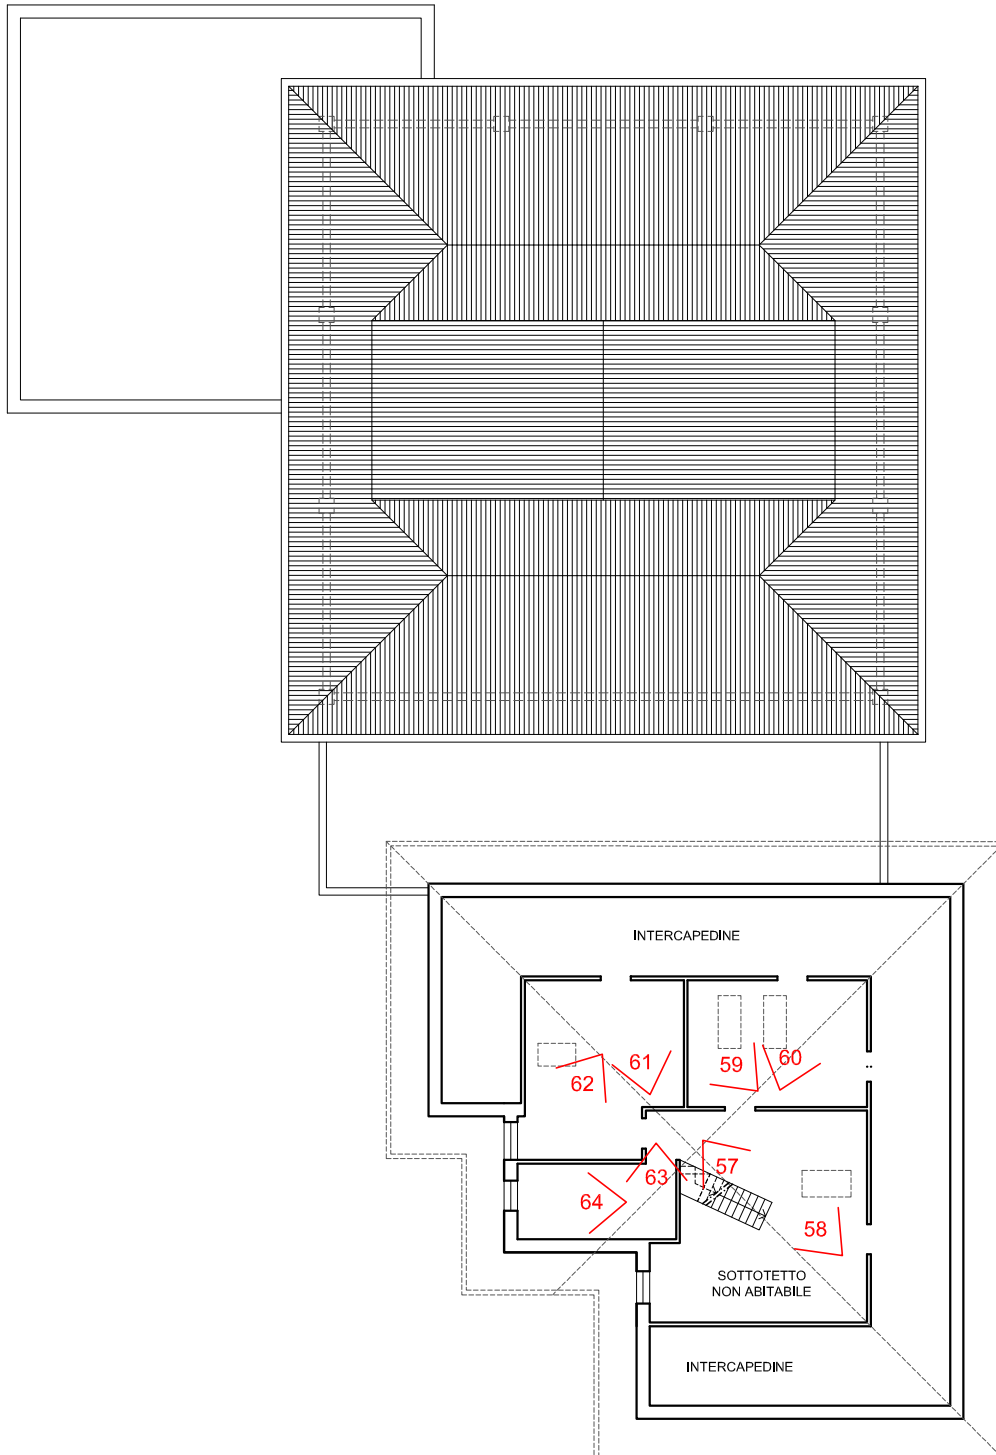 INTERCAPEDINE
61
59
60
62
57
63
64
58
SOTTOTETTO
NON ABITABILE
INTERCAPEDINE